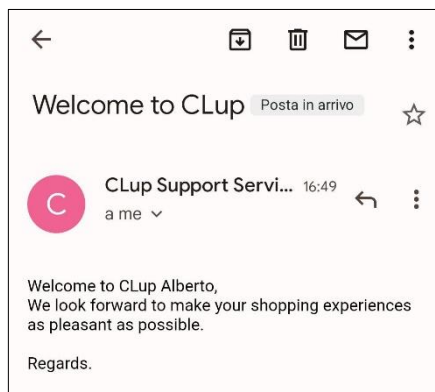 Welcome to CLup Posta in arrivo
C
CLup Support Servi... 16:49
a me
Welcome to CLup Alberto,
We look forward to make your shopping experiences
as pleasant as possible.
Regards.